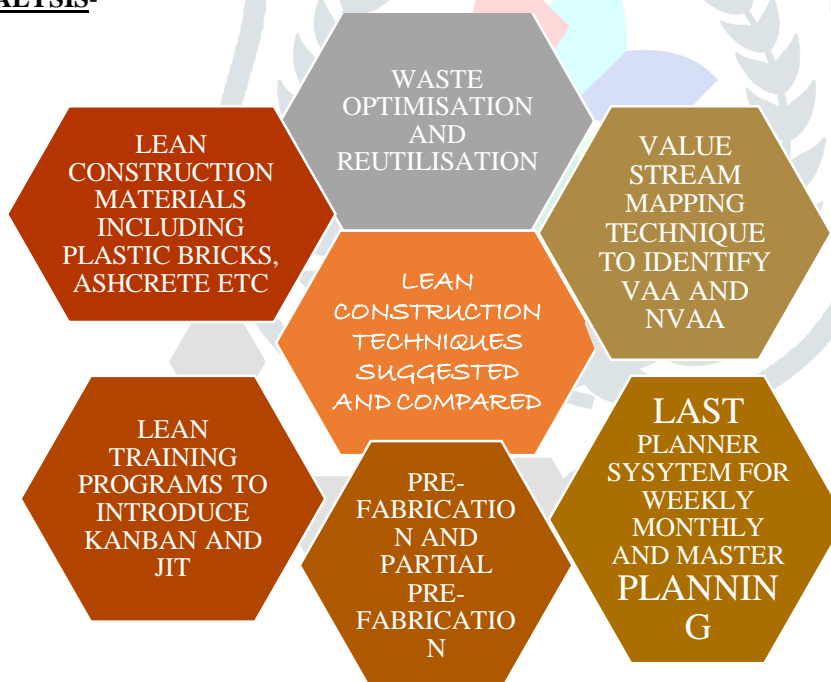 ALYSIS-
WASTE
OPTIMISATION
AND
REUTILISATION
LEAN
CONSTRUCTION
MATERIALS
INCLUDING
PLASTIC BRICKS,
ASHCRETE ETC
VALUE
STREAM
MAPPING
TECHNIQUE
TO IDENTIFY
VAA AND
NVAA
LEAN
CONSTRUCTION
TECHNIQUES
SUGGESTED
AND COMPARED
LEAN
TRAINING
PROGRAMS TO
INTRODUCE
KANBAN AND
JIT
PRE-
FABRICATIO
N AND
PARTIAL
PRE-
FABRICATIO
N
LAST
PLANNER
SYSYTEM FOR
WEEKLY
MONTHLY
AND MASTER
PLANNIN
G